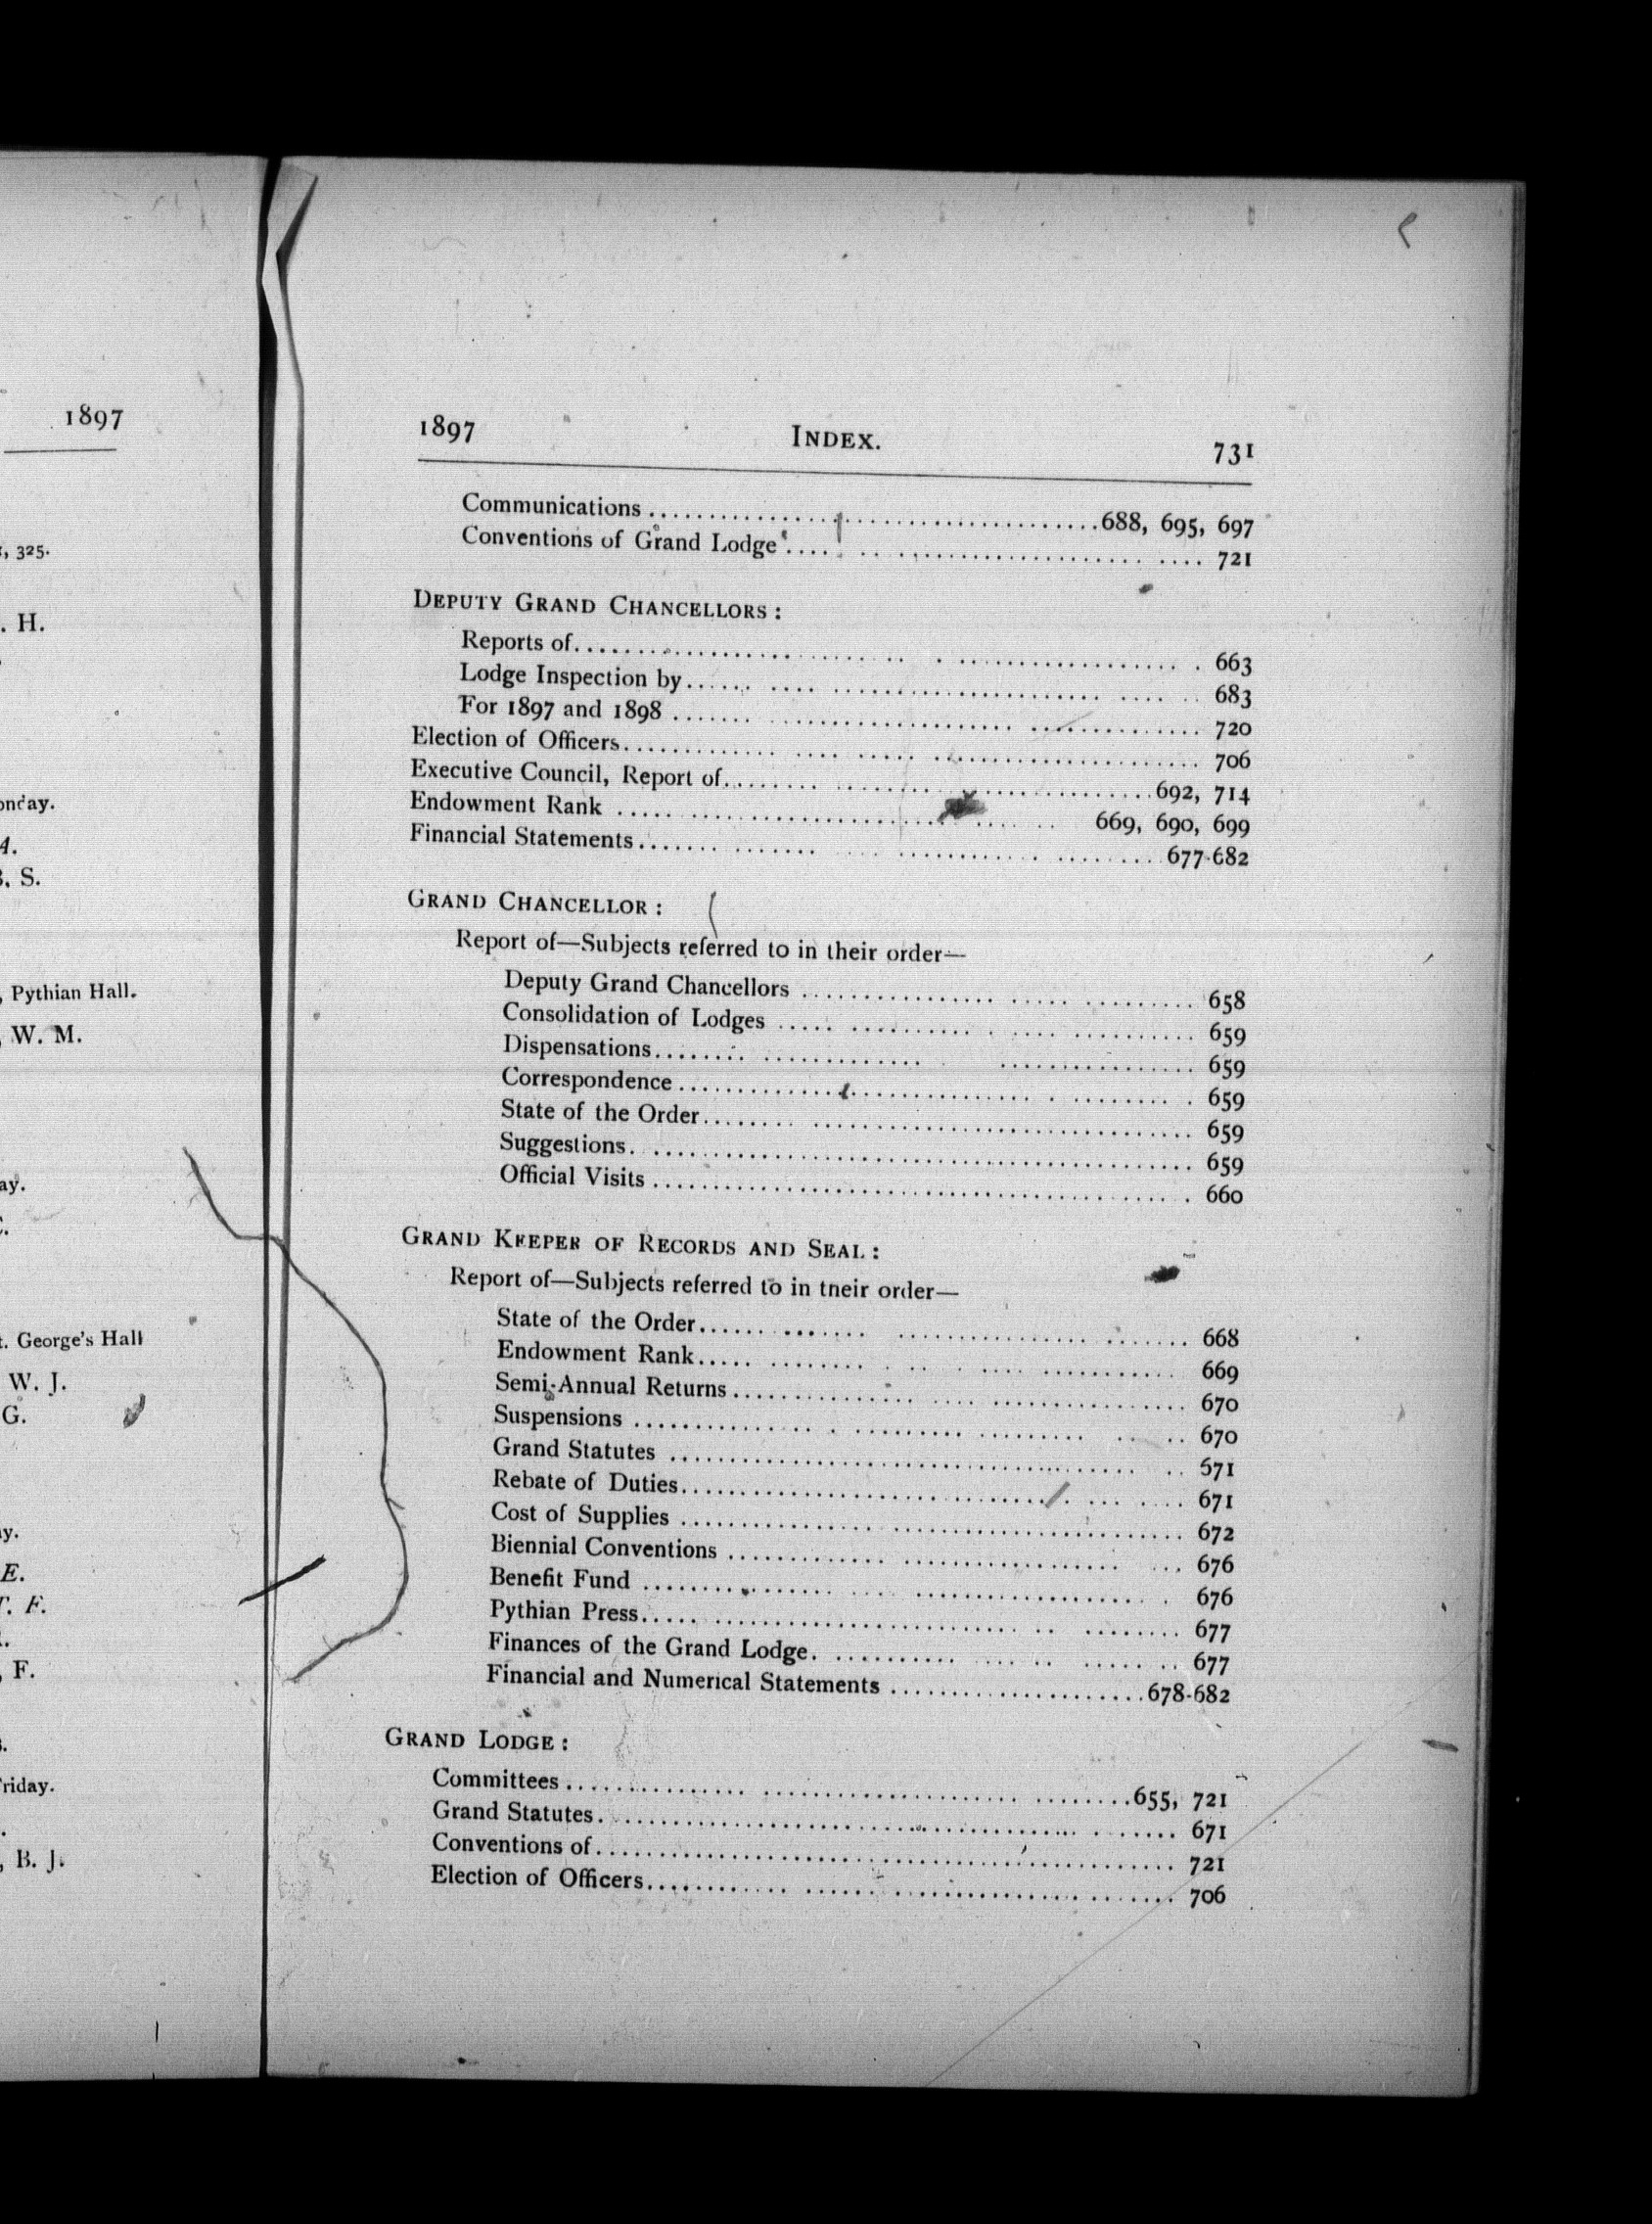 1897
, 325.
. H.
A.
. S.
, Pythian Hall.
, W. M.
ay.
George's Hall
W. J.
G.
E.
F.
, F.
riday.
, B. J.
1897 INDEX. 731
Communications ........ 688, 695, 697
Conventions of Grand Lodge ........ 721
DEPUTY GRAND CHANCELLORS :
Reports of ........ 663
Lodge Inspection by ........ 683
For 1897 and 1898 ........ 720
Election of Officers ........ 706
Executive Council, Report of ........ 692, 714
Endowment Rank ........ 669, 690, 699
Financial Statements ........ 677-682
GRAND CHANCELLOR :
Report of—Subjects referred to in their order—
Deputy Grand Chancellors ........ 658
Consolidation of Lodges ........ 659
Dispensations ........ 659
Correspondence ........ 659
State of the Order ........ 659
Suggestions ........ 659
Official Visits ........ 660
GRAND KEEPER OF RECORDS AND SEAL :
Report of—Subjects referred to in tneir order—
State of the Order ........ 668
Endowment Rank ........ 669
Semi-Annual Returns ........ 670
Suspensions ........ 670
Grand Statutes ........ 571
Rebate of Duties ........ 671
Cost of Supplies ........ 672
Biennial Conventions ........ 676
Benefit Fund ........ 676
Pythian Press ........ 677
Finances of the Grand Lodge ........ 677
Financial and Numerical Statements ........ 678-682
GRAND LODGE :
Committees ........ 655, 721
Grand Statutes ........ 671
Conventions of ........ 721
Election of Officers ........ 706